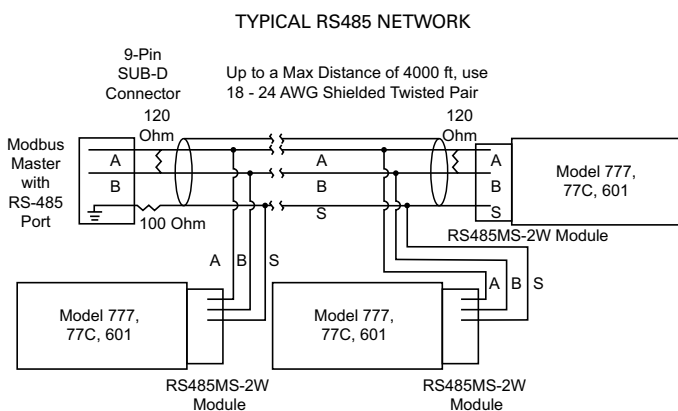 TYPICAL RS485 NETWORK
9-Pin
SUB-D
Connector
Up to a Max Distance of 4000 ft, use
18 - 24 AWG Shielded Twisted Pair
120
Ohm
120
Ohm
Modbus
Master
with
RS-485
Port
A
B
100 Ohm
A
B
S
A
B
S
Model 777,
77C, 601
RS485MS-2W Module
A B S
A B S
Model 777,
77C, 601
RS485MS-2W
Module
Model 777,
77C, 601
RS485MS-2W
Module